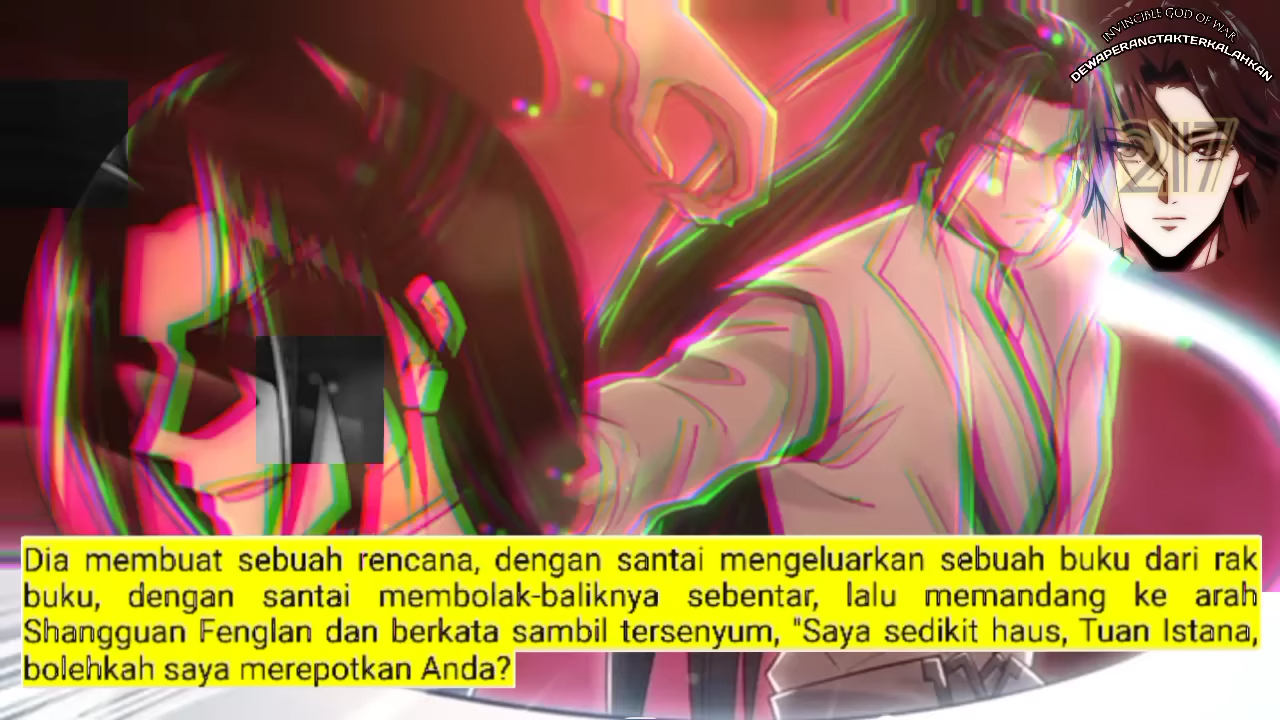 INVINCIBLE GOD OF WAR
DEWAPERANGTAKTERKALAHKAN
217
Dia membuat sebuah rencana, dengan santai mengeluarkan sebuah buku dari rak
buku, dengan santai membolak-baliknya sebentar, lalu memandang ke arah
Shangguan Fenglan dan berkata sambil tersenyum, "Saya sedikit haus, Tuan Istana,
bolehkah saya merepotkan Anda?